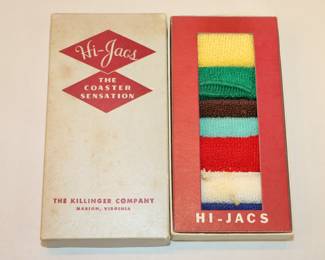 Hi-Jacs
THE
COASTER
SENSATION
THE KILLINGER COMPANY
MARION, VIRGINIA
HI-JACS